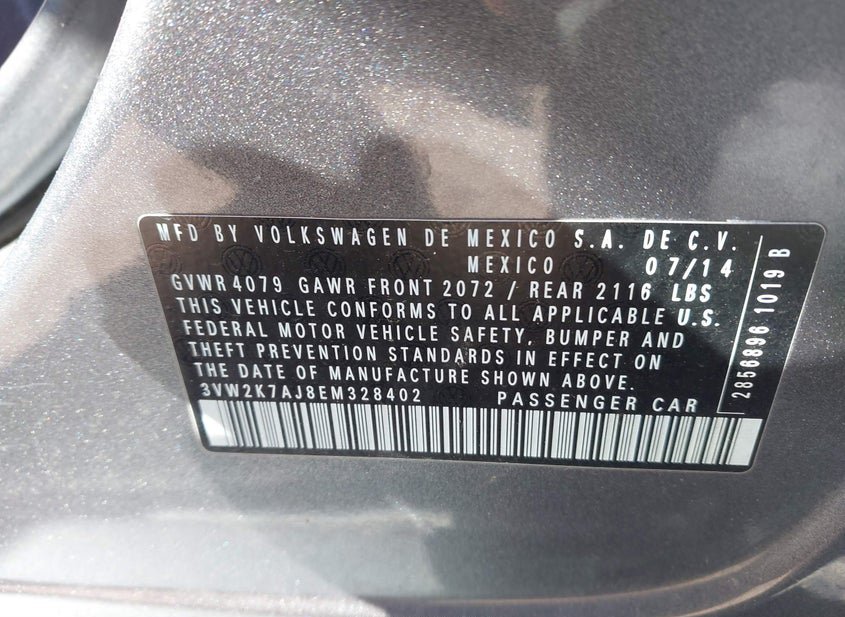 MFD BY VOLKSWAGEN DE MEXICO S.A. DE C.V.
MEXICO 07/14
GVWR 4079 GAWR FRONT 2072 / REAR 2116 LBS
THIS VEHICLE CONFORMS TO ALL APPLICABLE U.S.
FEDERAL MOTOR VEHICLE SAFETY, BUMPER AND
THEFT PREVENTION STANDARDS IN EFFECT ON
THE DATE OF MANUFACTURE SHOWN ABOVE.
3VW2K7AJ8EM328402 PASSENGER CAR
2856896 1019 B